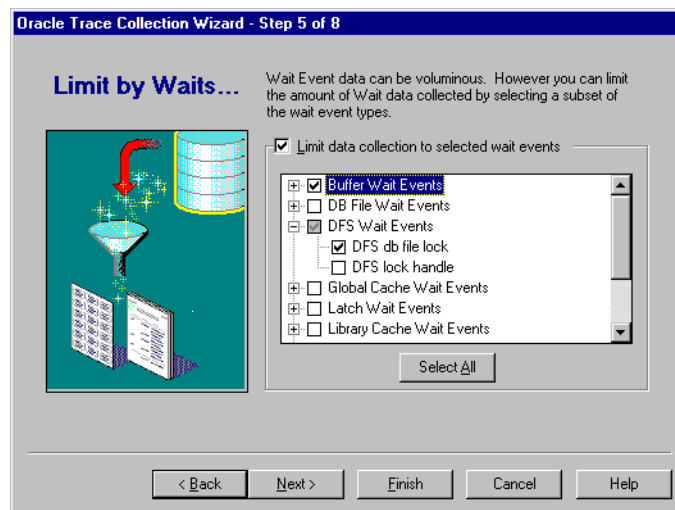 Oracle Trace Collection Wizard - Step 5 of 8
Limit by Waits...
Wait Event data can be voluminous. However you can limit
the amount of Wait data collected by selecting a subset of
the wait event types.
Limit data collection to selected wait events
Buffer Wait Events
DB File Wait Events
DFS Wait Events
DFS db file lock
DFS lock handle
Global Cache Wait Events
Latch Wait Events
Library Cache Wait Events
Select All
< Back Next > Finish Cancel Help